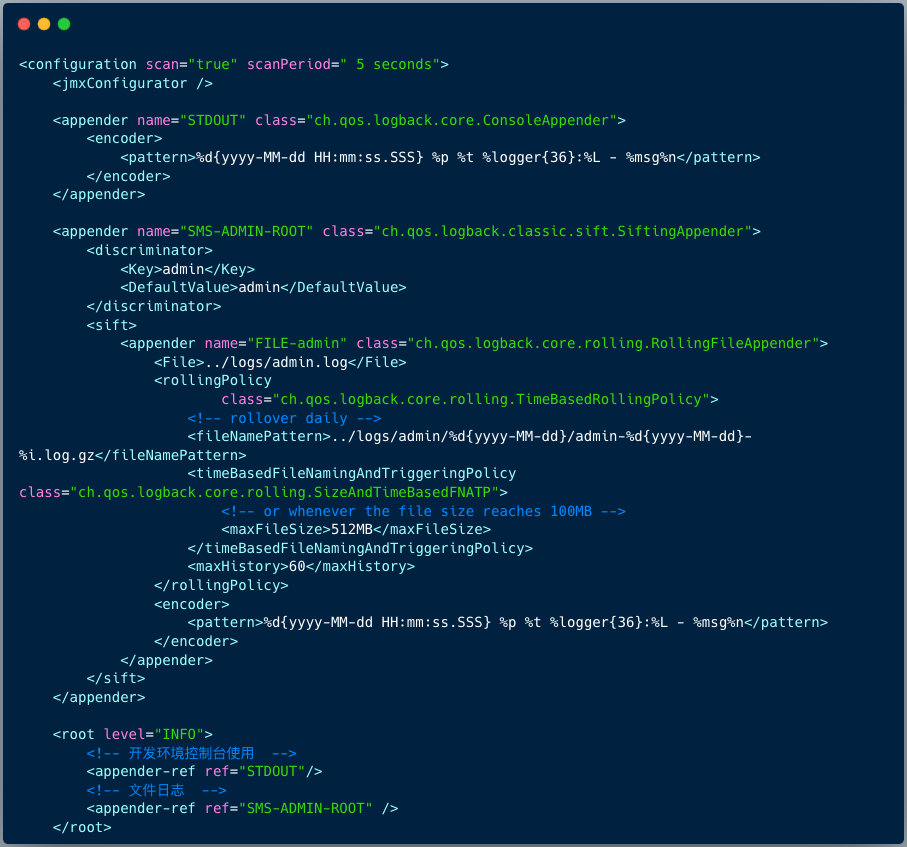 <configuration scan="true" scanPeriod=" 5 seconds">
    <jmxConfigurator />

    <appender name="STDOUT" class="ch.qos.logback.core.ConsoleAppender">
        <encoder>
            <pattern>%d{yyyy-MM-dd HH:mm:ss.SSS} %p %t %logger{36}:%L - %msg%n</pattern>
        </encoder>
    </appender>

    <appender name="SMS-ADMIN-ROOT" class="ch.qos.logback.classic.sift.SiftingAppender">
        <discriminator>
            <Key>admin</Key>
            <DefaultValue>admin</DefaultValue>
        </discriminator>
        <sift>
            <appender name="FILE-admin" class="ch.qos.logback.core.rolling.RollingFileAppender">
                <File>../logs/admin.log</File>
                <rollingPolicy
                        class="ch.qos.logback.core.rolling.TimeBasedRollingPolicy">
                    <!-- rollover daily -->
                    <fileNamePattern>../logs/admin/%d{yyyy-MM-dd}/admin-%d{yyyy-MM-dd}-
%i.log.gz</fileNamePattern>
                    <timeBasedFileNamingAndTriggeringPolicy
class="ch.qos.logback.core.rolling.SizeAndTimeBasedFNATP">
                        <!-- or whenever the file size reaches 100MB -->
                        <maxFileSize>512MB</maxFileSize>
                    </timeBasedFileNamingAndTriggeringPolicy>
                    <maxHistory>60</maxHistory>
                </rollingPolicy>
                <encoder>
                    <pattern>%d{yyyy-MM-dd HH:mm:ss.SSS} %p %t %logger{36}:%L - %msg%n</pattern>
                </encoder>
            </appender>
        </sift>
    </appender>

    <root level="INFO">
        <!-- 开发环境控制台使用  -->
        <appender-ref ref="STDOUT"/>
        <!-- 文件日志  -->
        <appender-ref ref="SMS-ADMIN-ROOT" />
    </root>